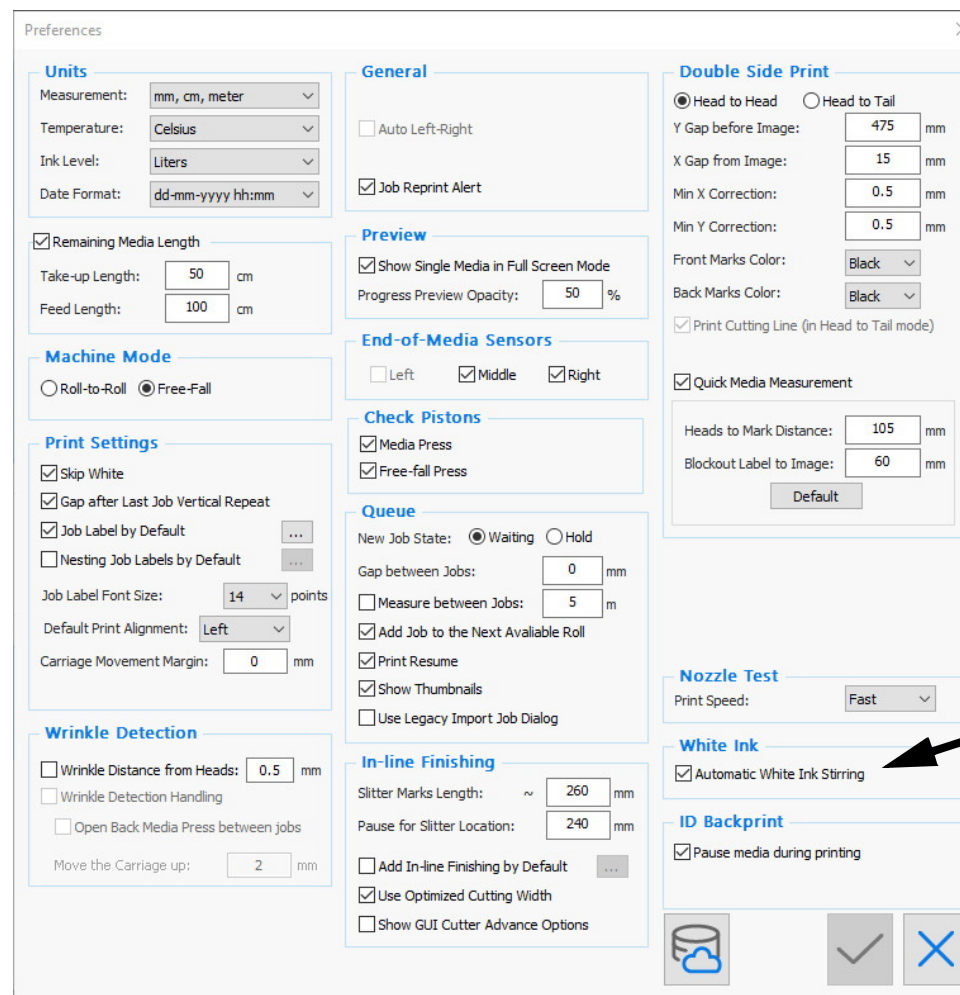 Preferences
Units
Measurement: mm, cm, meter
Temperature: Celsius
Ink Level: Liters
Date Format: dd-mm-yyyy hh:mm
Remaining Media Length
Take-up Length: 50 cm
Feed Length: 100 cm
Machine Mode
Roll-to-Roll Free-Fall
Print Settings
Skip White
Gap after Last Job Vertical Repeat
Job Label by Default ...
Nesting Job Labels by Default ...
Job Label Font Size: 14 points
Default Print Alignment: Left
Carriage Movement Margin: 0 mm
Wrinkle Detection
Wrinkle Distance from Heads: 0.5 mm
Wrinkle Detection Handling
Open Back Media Press between jobs
Move the Carriage up: 2 mm
General
Auto Left-Right
Job Reprint Alert
Preview
Show Single Media in Full Screen Mode
Progress Preview Opacity: 50 %
End-of-Media Sensors
Left Middle Right
Check Pistons
Media Press
Free-fall Press
Queue
New Job State: Waiting Hold
Gap between Jobs: 0 mm
Measure between Jobs: 5 m
Add Job to the Next Avaliable Roll
Print Resume
Show Thumbnails
Use Legacy Import Job Dialog
In-line Finishing
Slitter Marks Length: ~ 260 mm
Pause for Slitter Location: 240 mm
Add In-line Finishing by Default ...
Use Optimized Cutting Width
Show GUI Cutter Advance Options
Double Side Print
Head to Head Head to Tail
Y Gap before Image: 475 mm
X Gap from Image: 15 mm
Min X Correction: 0.5 mm
Min Y Correction: 0.5 mm
Front Marks Color: Black
Back Marks Color: Black
Print Cutting Line (in Head to Tail mode)
Quick Media Measurement
Heads to Mark Distance: 105 mm
Blockout Label to Image: 60 mm
Default
Nozzle Test
Print Speed: Fast
White Ink
Automatic White Ink Stirring
ID Backprint
Pause media during printing